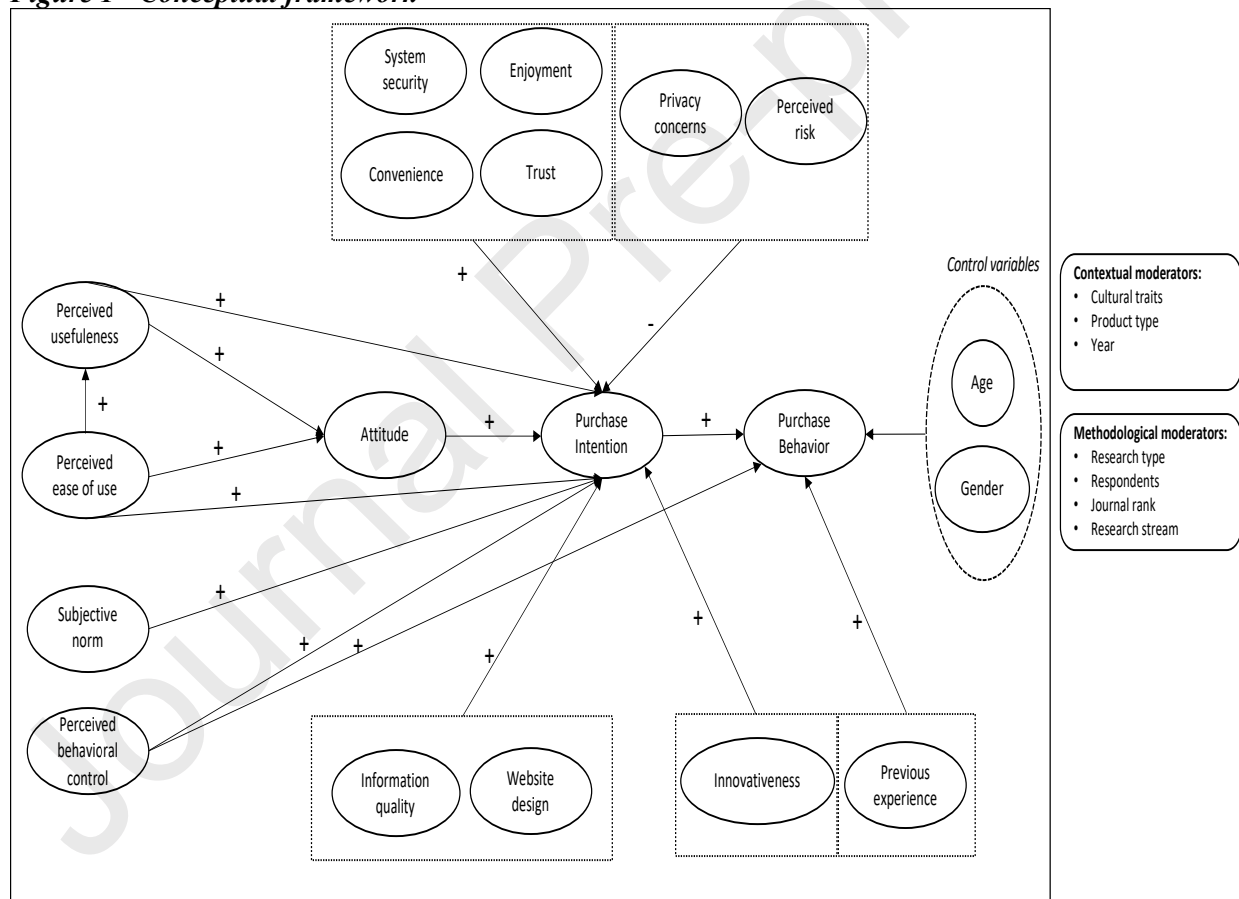 Figure 1 – Conceptual framework
System
security
Enjoyment
Convenience
Trust
Privacy
concerns
Perceived
risk
+
-
Control variables
Age
Gender
Contextual moderators:
• Cultural traits
• Product type
• Year
Methodological moderators:
• Research type
• Respondents
• Journal rank
• Research stream
Perceived
usefuleness
+
+
+
Perceived
ease of use
+
+
Attitude
+
Purchase
Intention
+
Purchase
Behavior
Subjective
norm
+
Perceived
behavioral
control
+
+
+
+
+
Information
quality
Website
design
Innovativeness
Previous
experience
Journal Pre-p